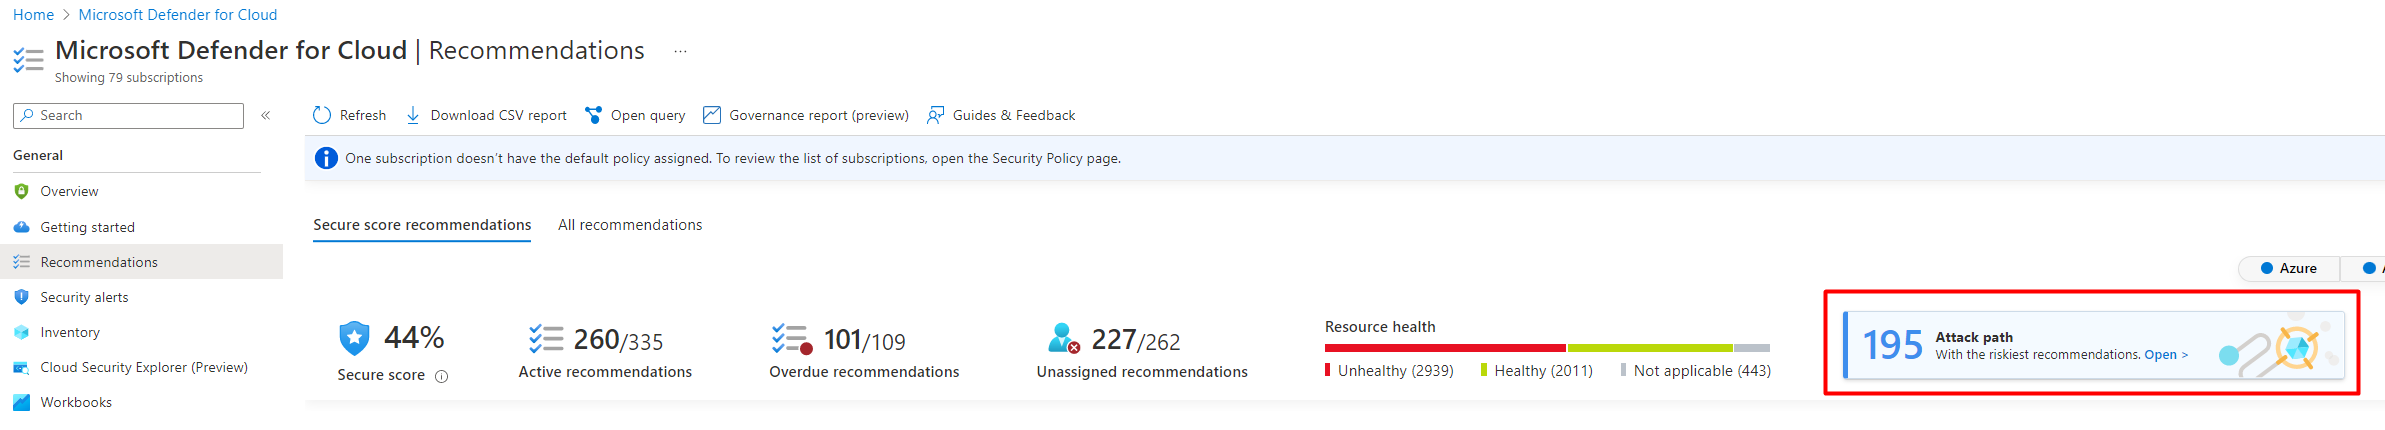 Home > Microsoft Defender for Cloud
Microsoft Defender for Cloud | Recommendations ...
Showing 79 subscriptions
Search «
General
Overview
Getting started
Recommendations
Security alerts
Inventory
Cloud Security Explorer (Preview)
Workbooks
Refresh Download CSV report Open query Governance report (preview) Guides & Feedback
One subscription doesn't have the default policy assigned. To review the list of subscriptions, open the Security Policy page.
Secure score recommendations All recommendations
Azure
44%
Secure score
260/335
Active recommendations
101/109
Overdue recommendations
227/262
Unassigned recommendations
Resource health
Unhealthy (2939) Healthy (2011) Not applicable (443)
195
Attack path
With the riskiest recommendations. Open >